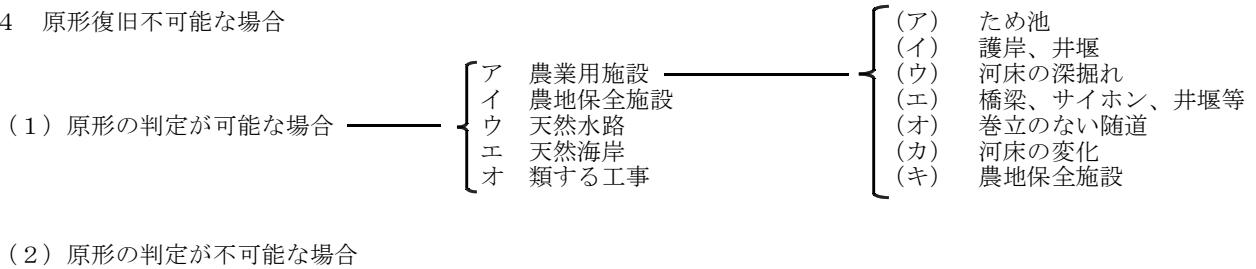 4　原形復旧不可能な場合
（1）原形の判定が可能な場合
ア　農業用施設
イ　農地保全施設
ウ　天然水路
エ　天然海岸
オ　類する工事
（ア）　ため池
（イ）　護岸、井堰
（ウ）　河床の深掘れ
（エ）　橋梁、サイホン、井堰等
（オ）　巻立のない随道
（カ）　河床の変化
（キ）　農地保全施設
（2）原形の判定が不可能な場合